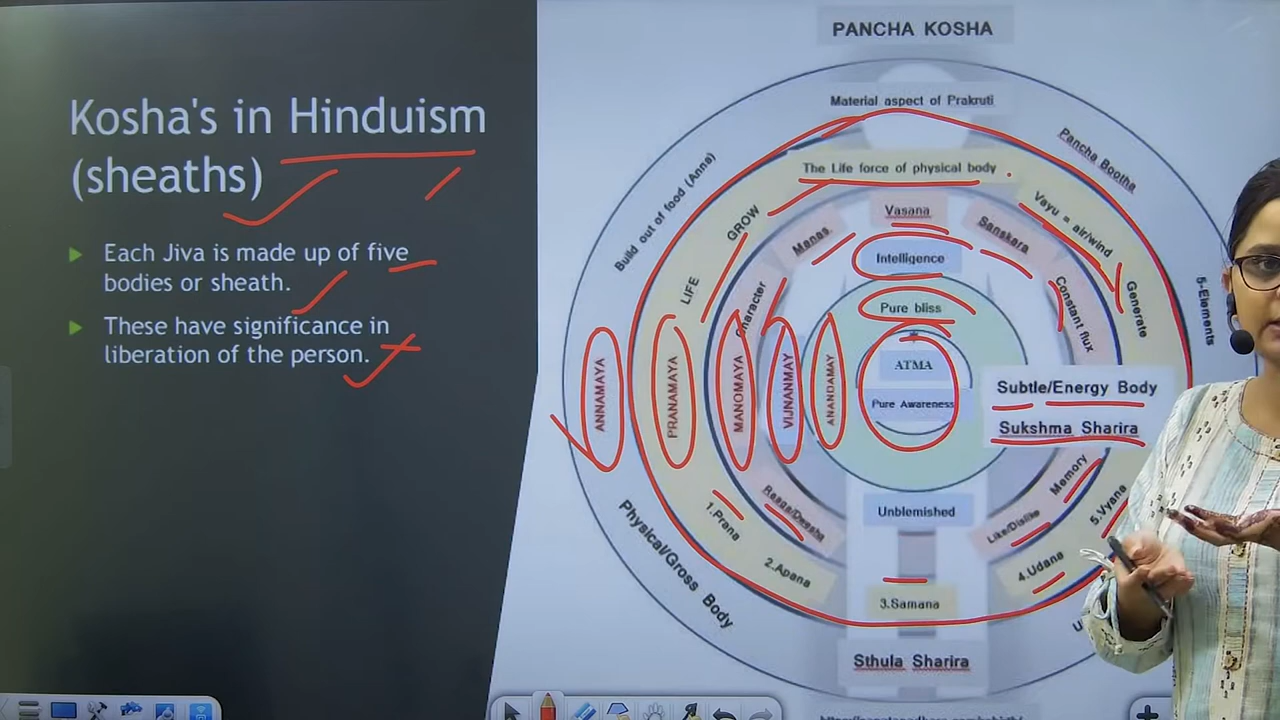 Kosha's in Hinduism
(sheaths)
Each Jiva is made up of five
bodies or sheath.
These have significance in
liberation of the person.
PANCHA KOSHA
Material aspect of Prakruti
Build out of food (Anna)
Pancha Bootha
5-Elements
The Life force of physical body
GROW
LIFE
Vayu = air/wind
Generate
Vasana
Manas
Sanskara
Constant flux
Intelligence
Pure bliss
ATMA
Pure Awareness
ANNAMAYA
PRANAMAYA
MANOMAYA
VIJNANMAY
ANANDAMAY
Subtle/Energy Body
Sukshma Sharira
Memory
Like/Dislike
Raaga/Dwesha
Unblemished
1.Prana
2.Apana
3.Samana
4.Udana
5.Vyana
Physical/Gross Body
Sthula Sharira